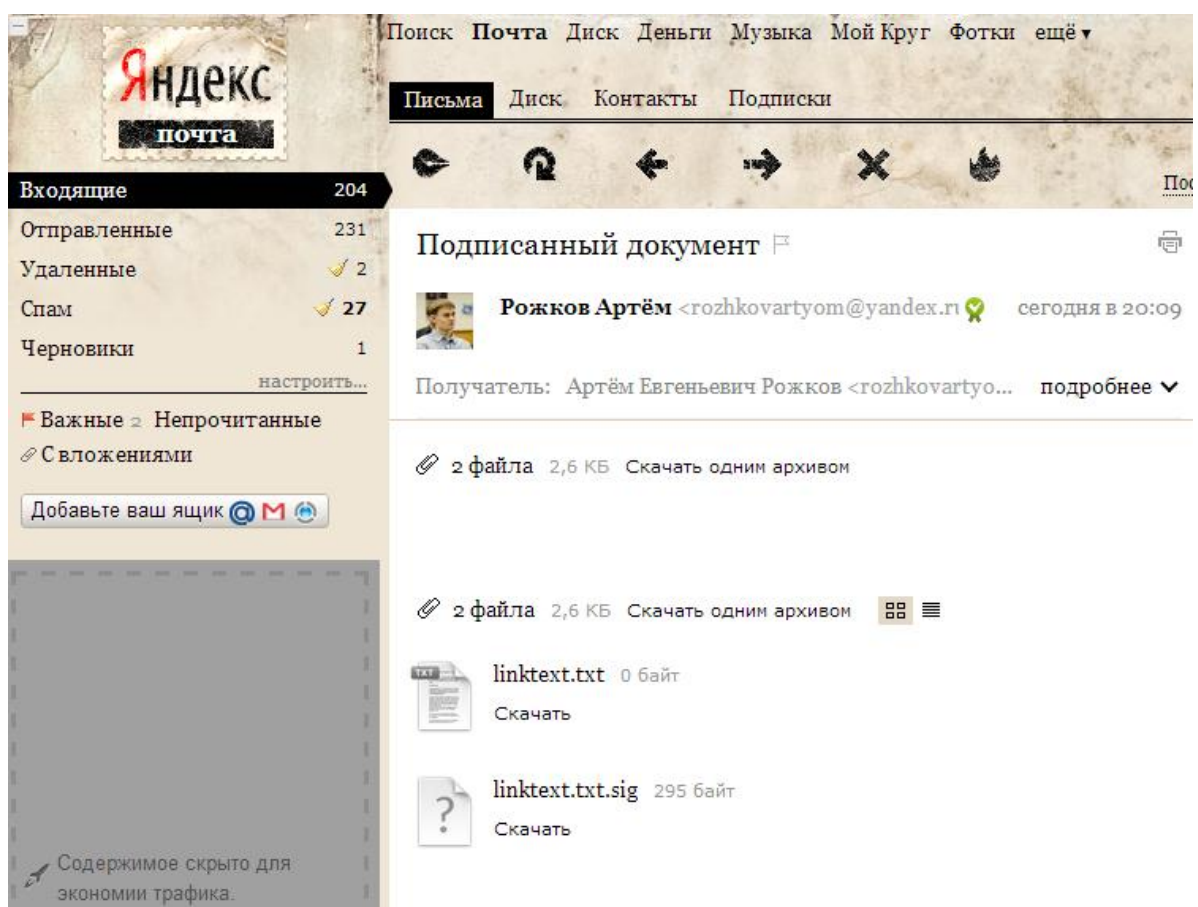 Поиск Почта Диск Деньги Музыка Мой Круг Фотки ещё
Яндекс
почта
Письма Диск Контакты Подписки
Входящие 204
Отправленные 231
Удаленные 2
Спам 27
Черновики 1
настроить...
Важные 2 Непрочитанные
С вложениями
Добавьте ваш ящик
Содержимое скрыто для
экономии трафика.
Подписанный документ
Рожков Артём <rozhkovartyom@yandex.ru сегодня в 20:09
Получатель: Артём Евгеньевич Рожков <rozhkovartyo... подробнее
2 файла 2,6 КБ Скачать одним архивом
2 файла 2,6 КБ Скачать одним архивом
TXT
linktext.txt 0 байт
Скачать
linktext.txt.sig 295 байт
Скачать